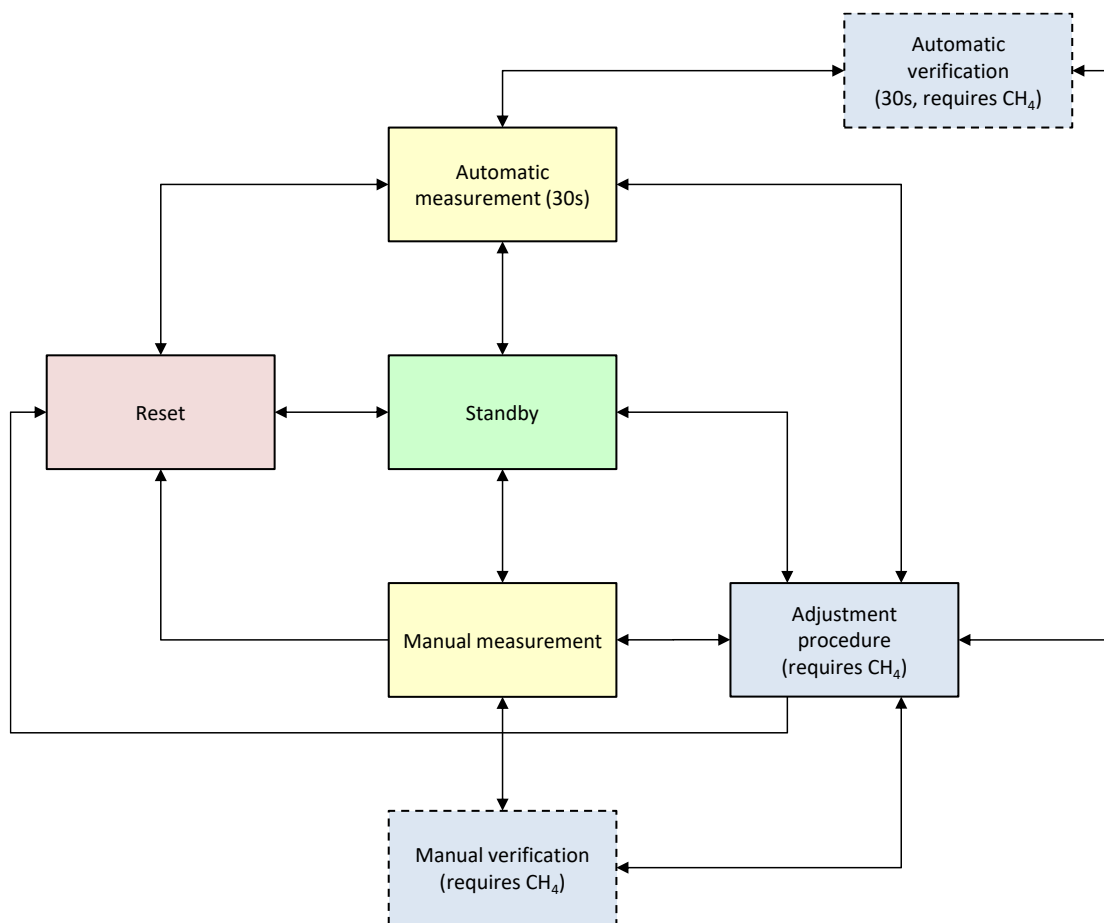 Automatic
verification
(30s, requires CH₄)
Automatic
measurement (30s)
Reset
Standby
Manual measurement
Adjustment
procedure
(requires CH₄)
Manual verification
(requires CH₄)